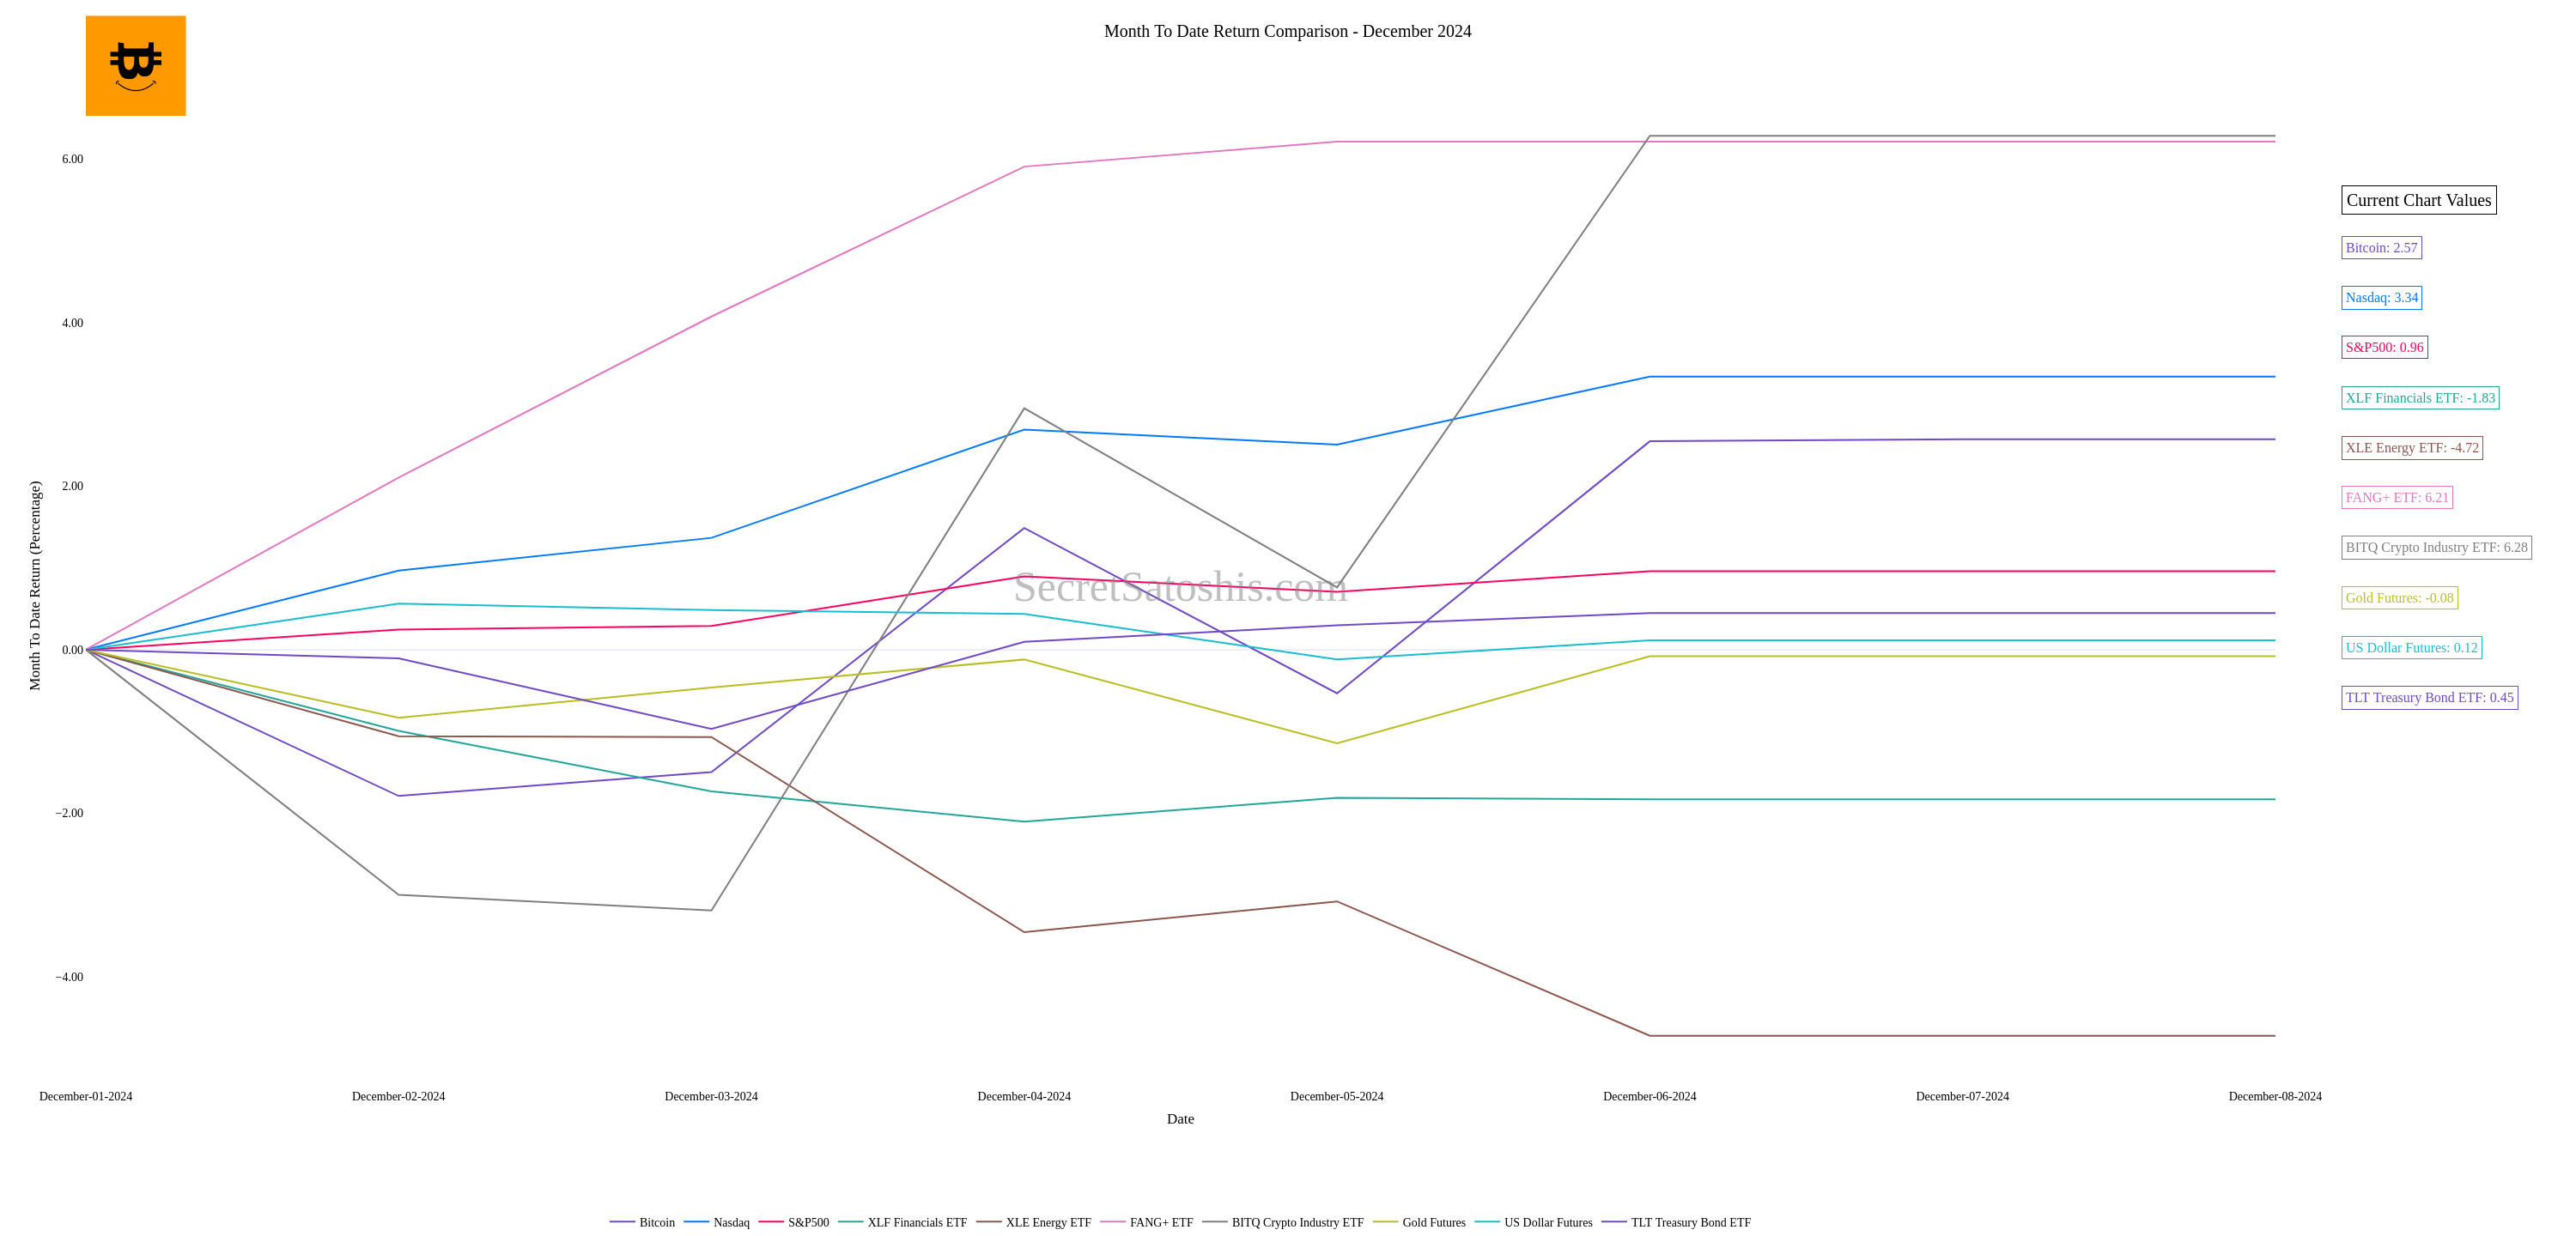 Month To Date Return Comparison - December 2024
6.00
4.00
2.00
0.00
−2.00
−4.00
Month To Date Return (Percentage)
SecretSatoshis.com
Current Chart Values
Bitcoin: 2.57
Nasdaq: 3.34
S&P500: 0.96
XLF Financials ETF: -1.83
XLE Energy ETF: -4.72
FANG+ ETF: 6.21
BITQ Crypto Industry ETF: 6.28
Gold Futures: -0.08
US Dollar Futures: 0.12
TLT Treasury Bond ETF: 0.45
December-01-2024 December-02-2024 December-03-2024 December-04-2024 December-05-2024 December-06-2024 December-07-2024 December-08-2024
Date
Bitcoin Nasdaq S&P500 XLF Financials ETF XLE Energy ETF FANG+ ETF BITQ Crypto Industry ETF Gold Futures US Dollar Futures TLT Treasury Bond ETF